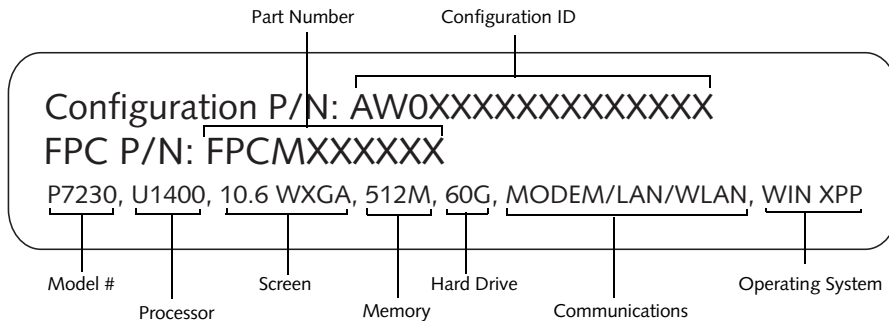 Part Number Configuration ID
Configuration P/N: AW0XXXXXXXXXXXXX
FPC P/N: FPCMXXXXXX
P7230, U1400, 10.6 WXGA, 512M, 60G, MODEM/LAN/WLAN, WIN XPP
Model # Screen Hard Drive Operating System
Processor Memory Communications